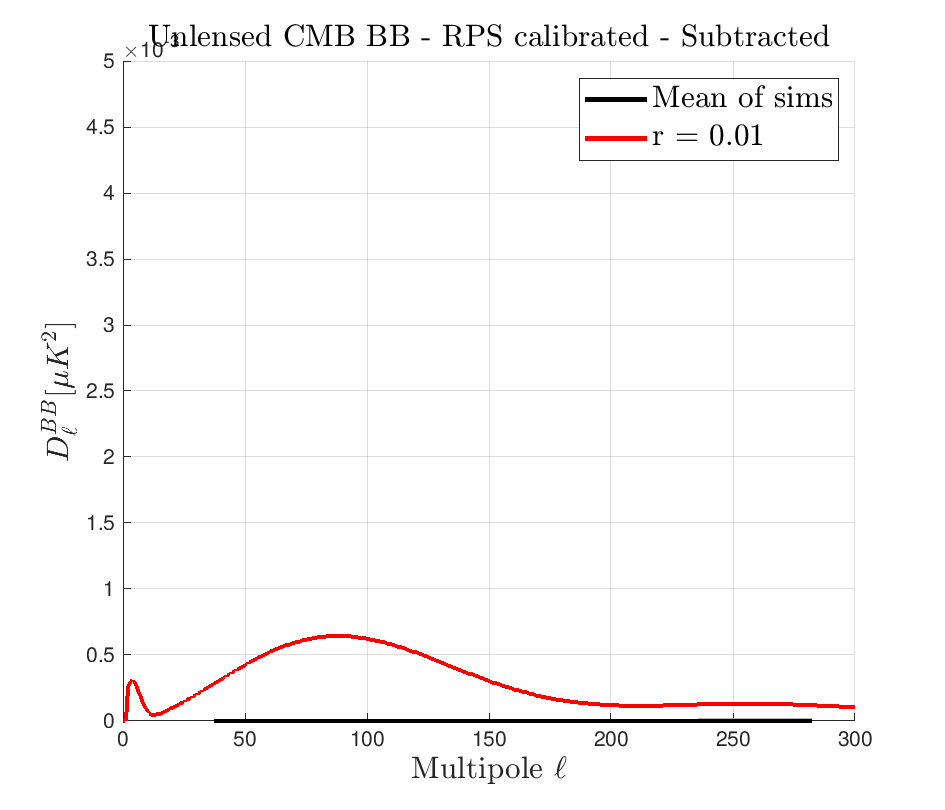 Unlensed CMB BB - RPS calibrated - Subtracted
×10⁻³
5
4.5
4
3.5
3
2.5
2
1.5
1
0.5
0
D_ℓ^{BB}[μK²]
Mean of sims
r = 0.01
0 50 100 150 200 250 300
Multipole ℓ